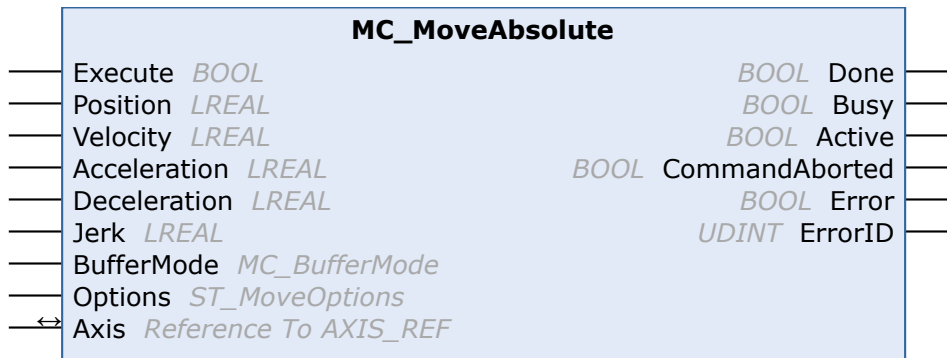 MC_MoveAbsolute
Execute BOOL BOOL Done
Position LREAL BOOL Busy
Velocity LREAL BOOL Active
Acceleration LREAL BOOL CommandAborted
Deceleration LREAL BOOL Error
Jerk LREAL UDINT ErrorID
BufferMode MC_BufferMode
Options ST_MoveOptions
Axis Reference To AXIS_REF